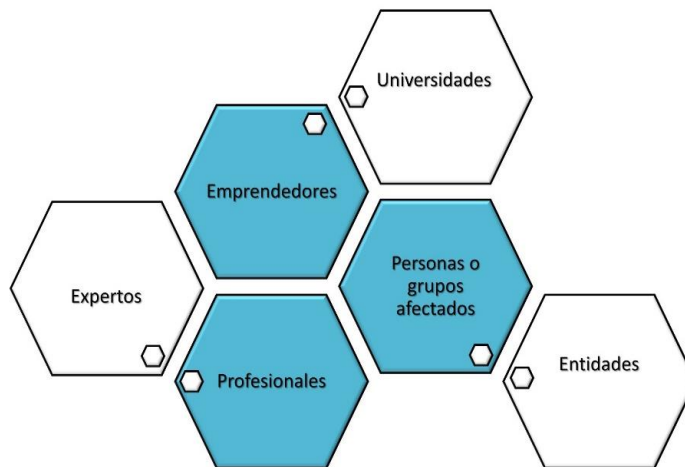 Universidades
Emprendedores
Personas o
grupos
afectados
Expertos
Entidades
Profesionales